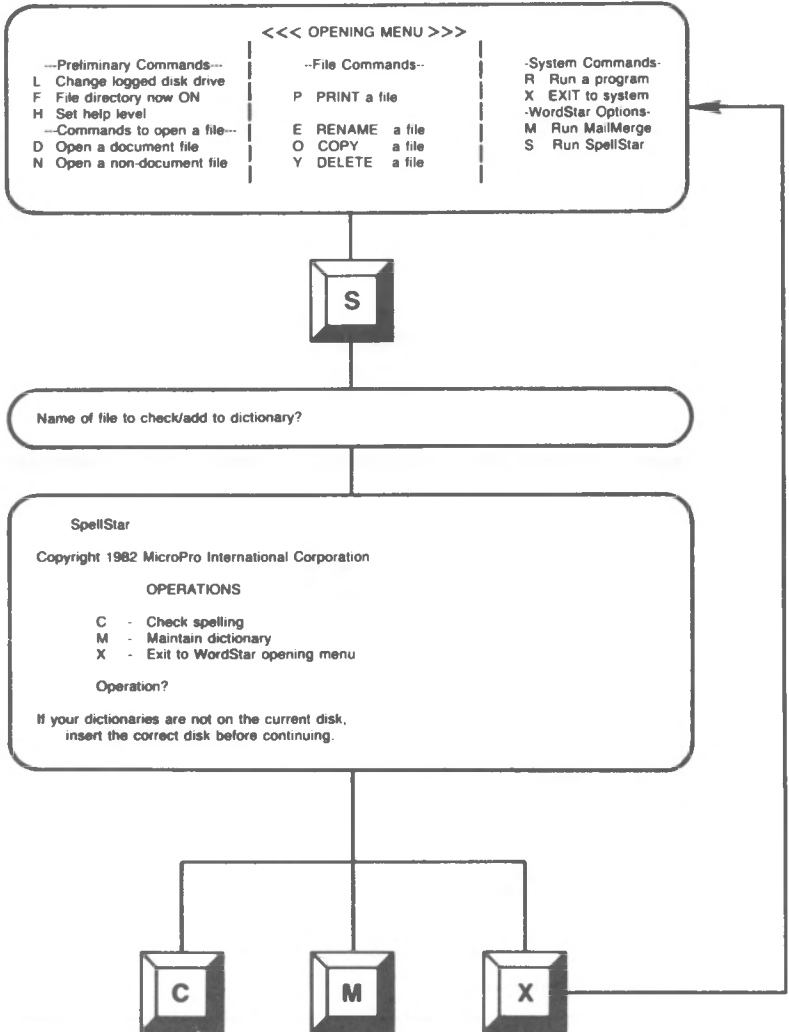 <<< OPENING MENU >>>
---Preliminary Commands---
L Change logged disk drive
F File directory now ON
H Set help level
---Commands to open a file---
D Open a document file
N Open a non-document file
--File Commands--
P PRINT a file
E RENAME a file
O COPY a file
Y DELETE a file
-System Commands-
R Run a program
X EXIT to system
-WordStar Options-
M Run MailMerge
S Run SpellStar
S
Name of file to check/add to dictionary?
SpellStar
Copyright 1982 MicroPro International Corporation
OPERATIONS
C - Check spelling
M - Maintain dictionary
X - Exit to WordStar opening menu
Operation?
If your dictionaries are not on the current disk,
insert the correct disk before continuing.
C
M
X